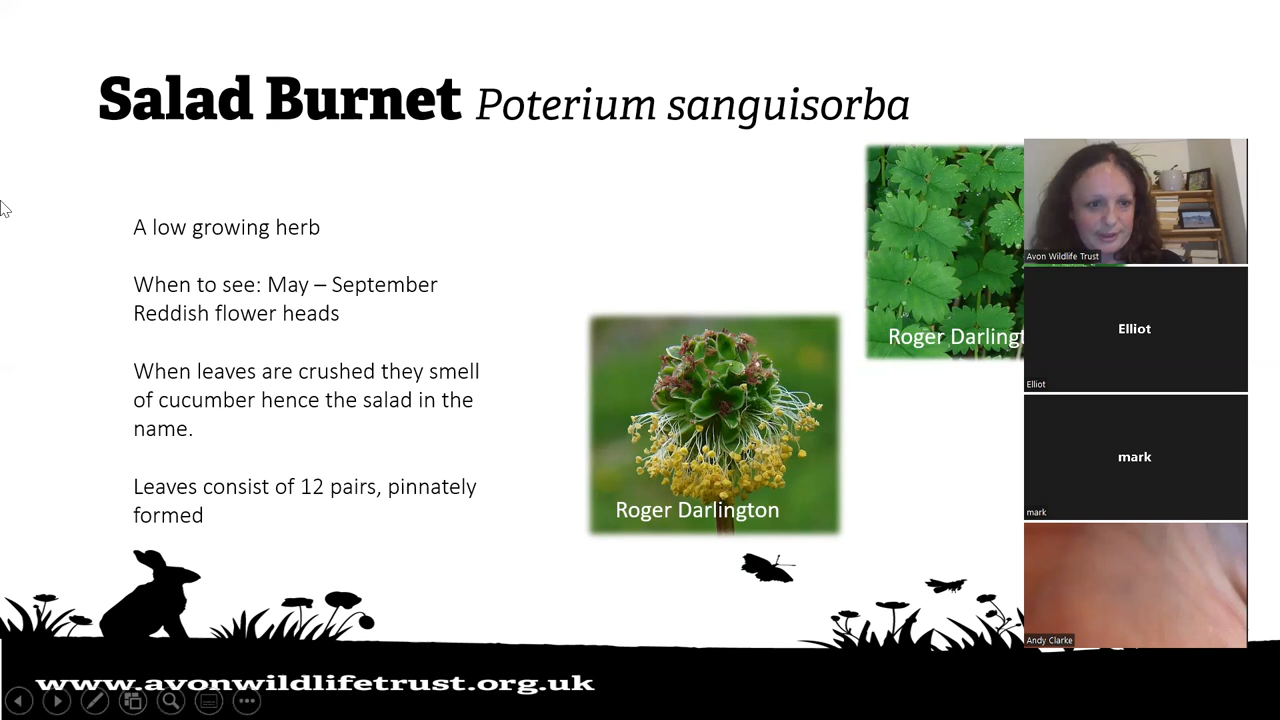 Salad Burnet Poterium sanguisorba
A low growing herb
When to see: May – September
Reddish flower heads
When leaves are crushed they smell
of cucumber hence the salad in the
name.
Leaves consist of 12 pairs, pinnately
formed
Roger Darlington
Roger Darlingt
Avon Wildlife Trust
Elliot
Elliot
mark
mark
Andy Clarke
www.avonwildlifetrust.org.uk